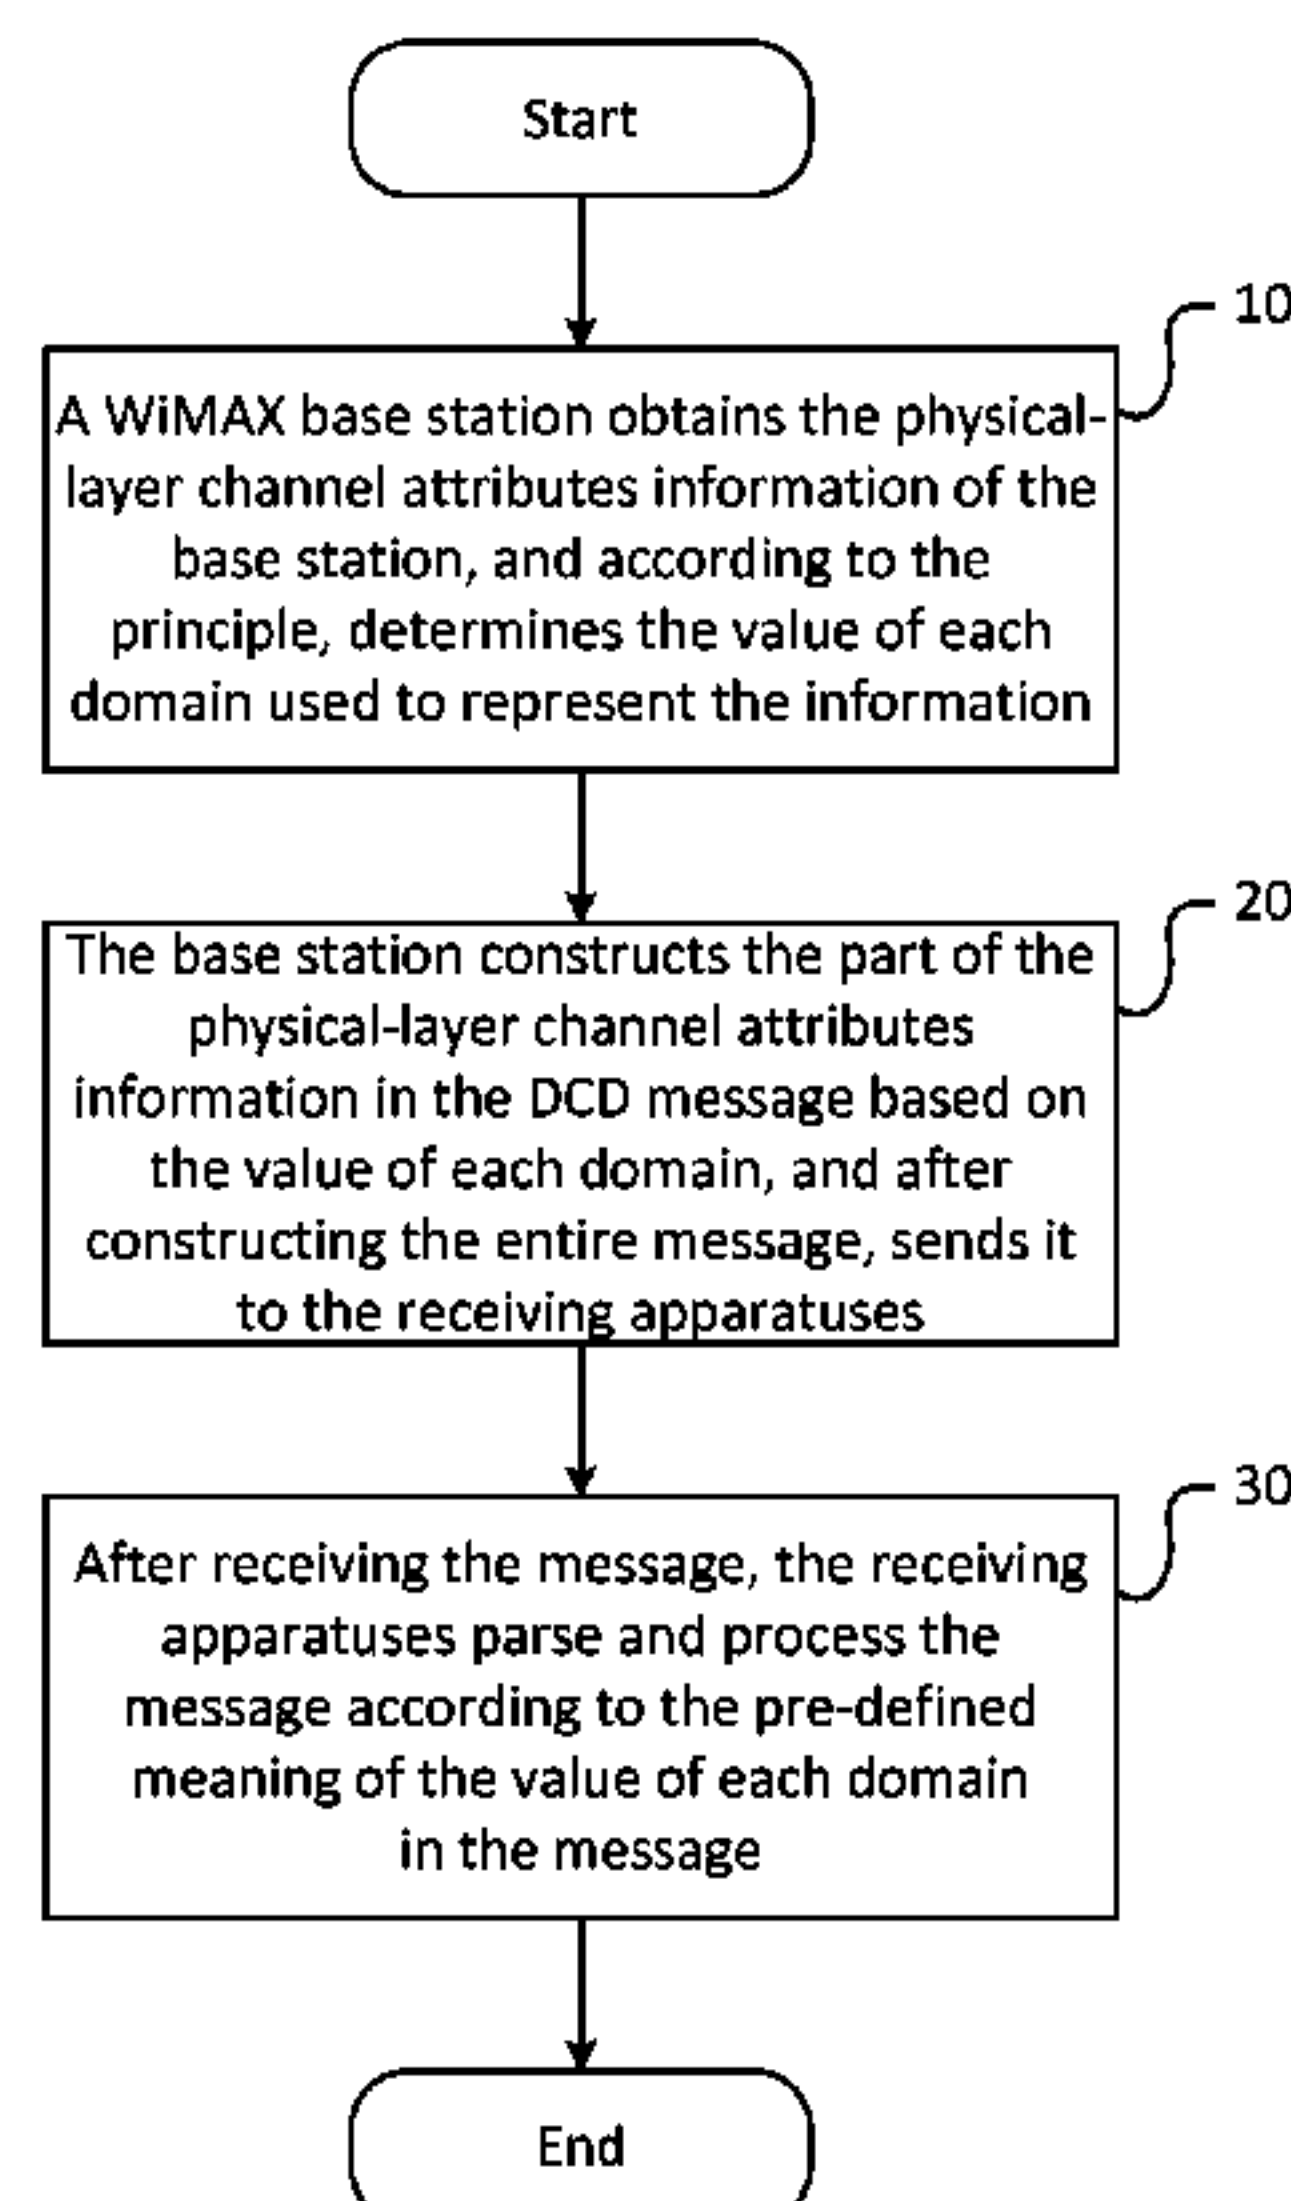 Start
10
A WiMAX base station obtains the physical-
layer channel attributes information of the
base station, and according to the
principle, determines the value of each
domain used to represent the information
20
The base station constructs the part of the
physical-layer channel attributes
information in the DCD message based on
the value of each domain, and after
constructing the entire message, sends it
to the receiving apparatuses
30
After receiving the message, the receiving
apparatuses parse and process the
message according to the pre-defined
meaning of the value of each domain
in the message
End